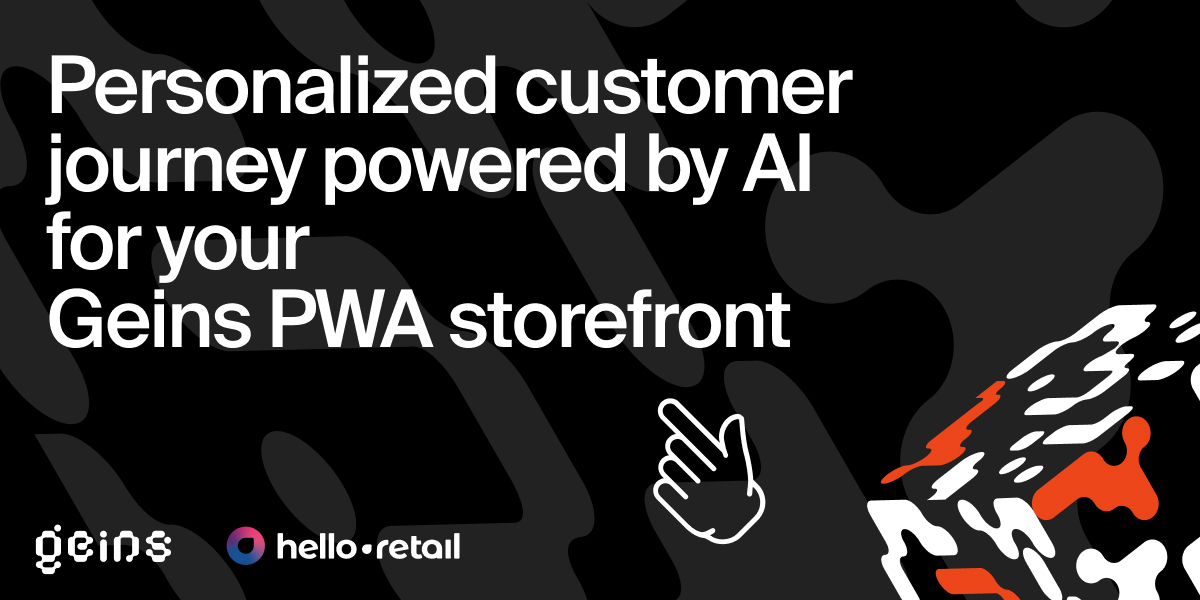 Personalized customer
journey powered by AI
for your
Geins PWA storefront
geins
hello retail